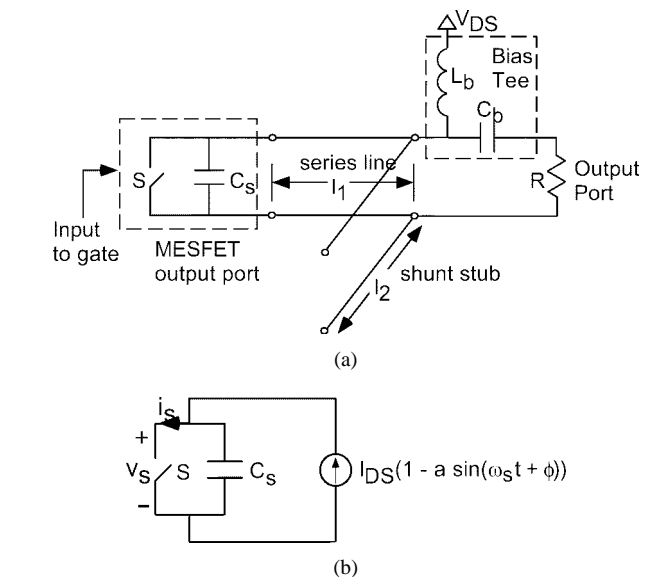 V_DS
Bias
Tee
L_b
C_b
series line
l_1
S
C_s
R
Output
Port
Input
to gate
MESFET
output port
shunt stub
l_2
(a)
i_s
+
v_s
S
C_s
-
I_DS(1 - a sin(ω_st + ϕ))
(b)